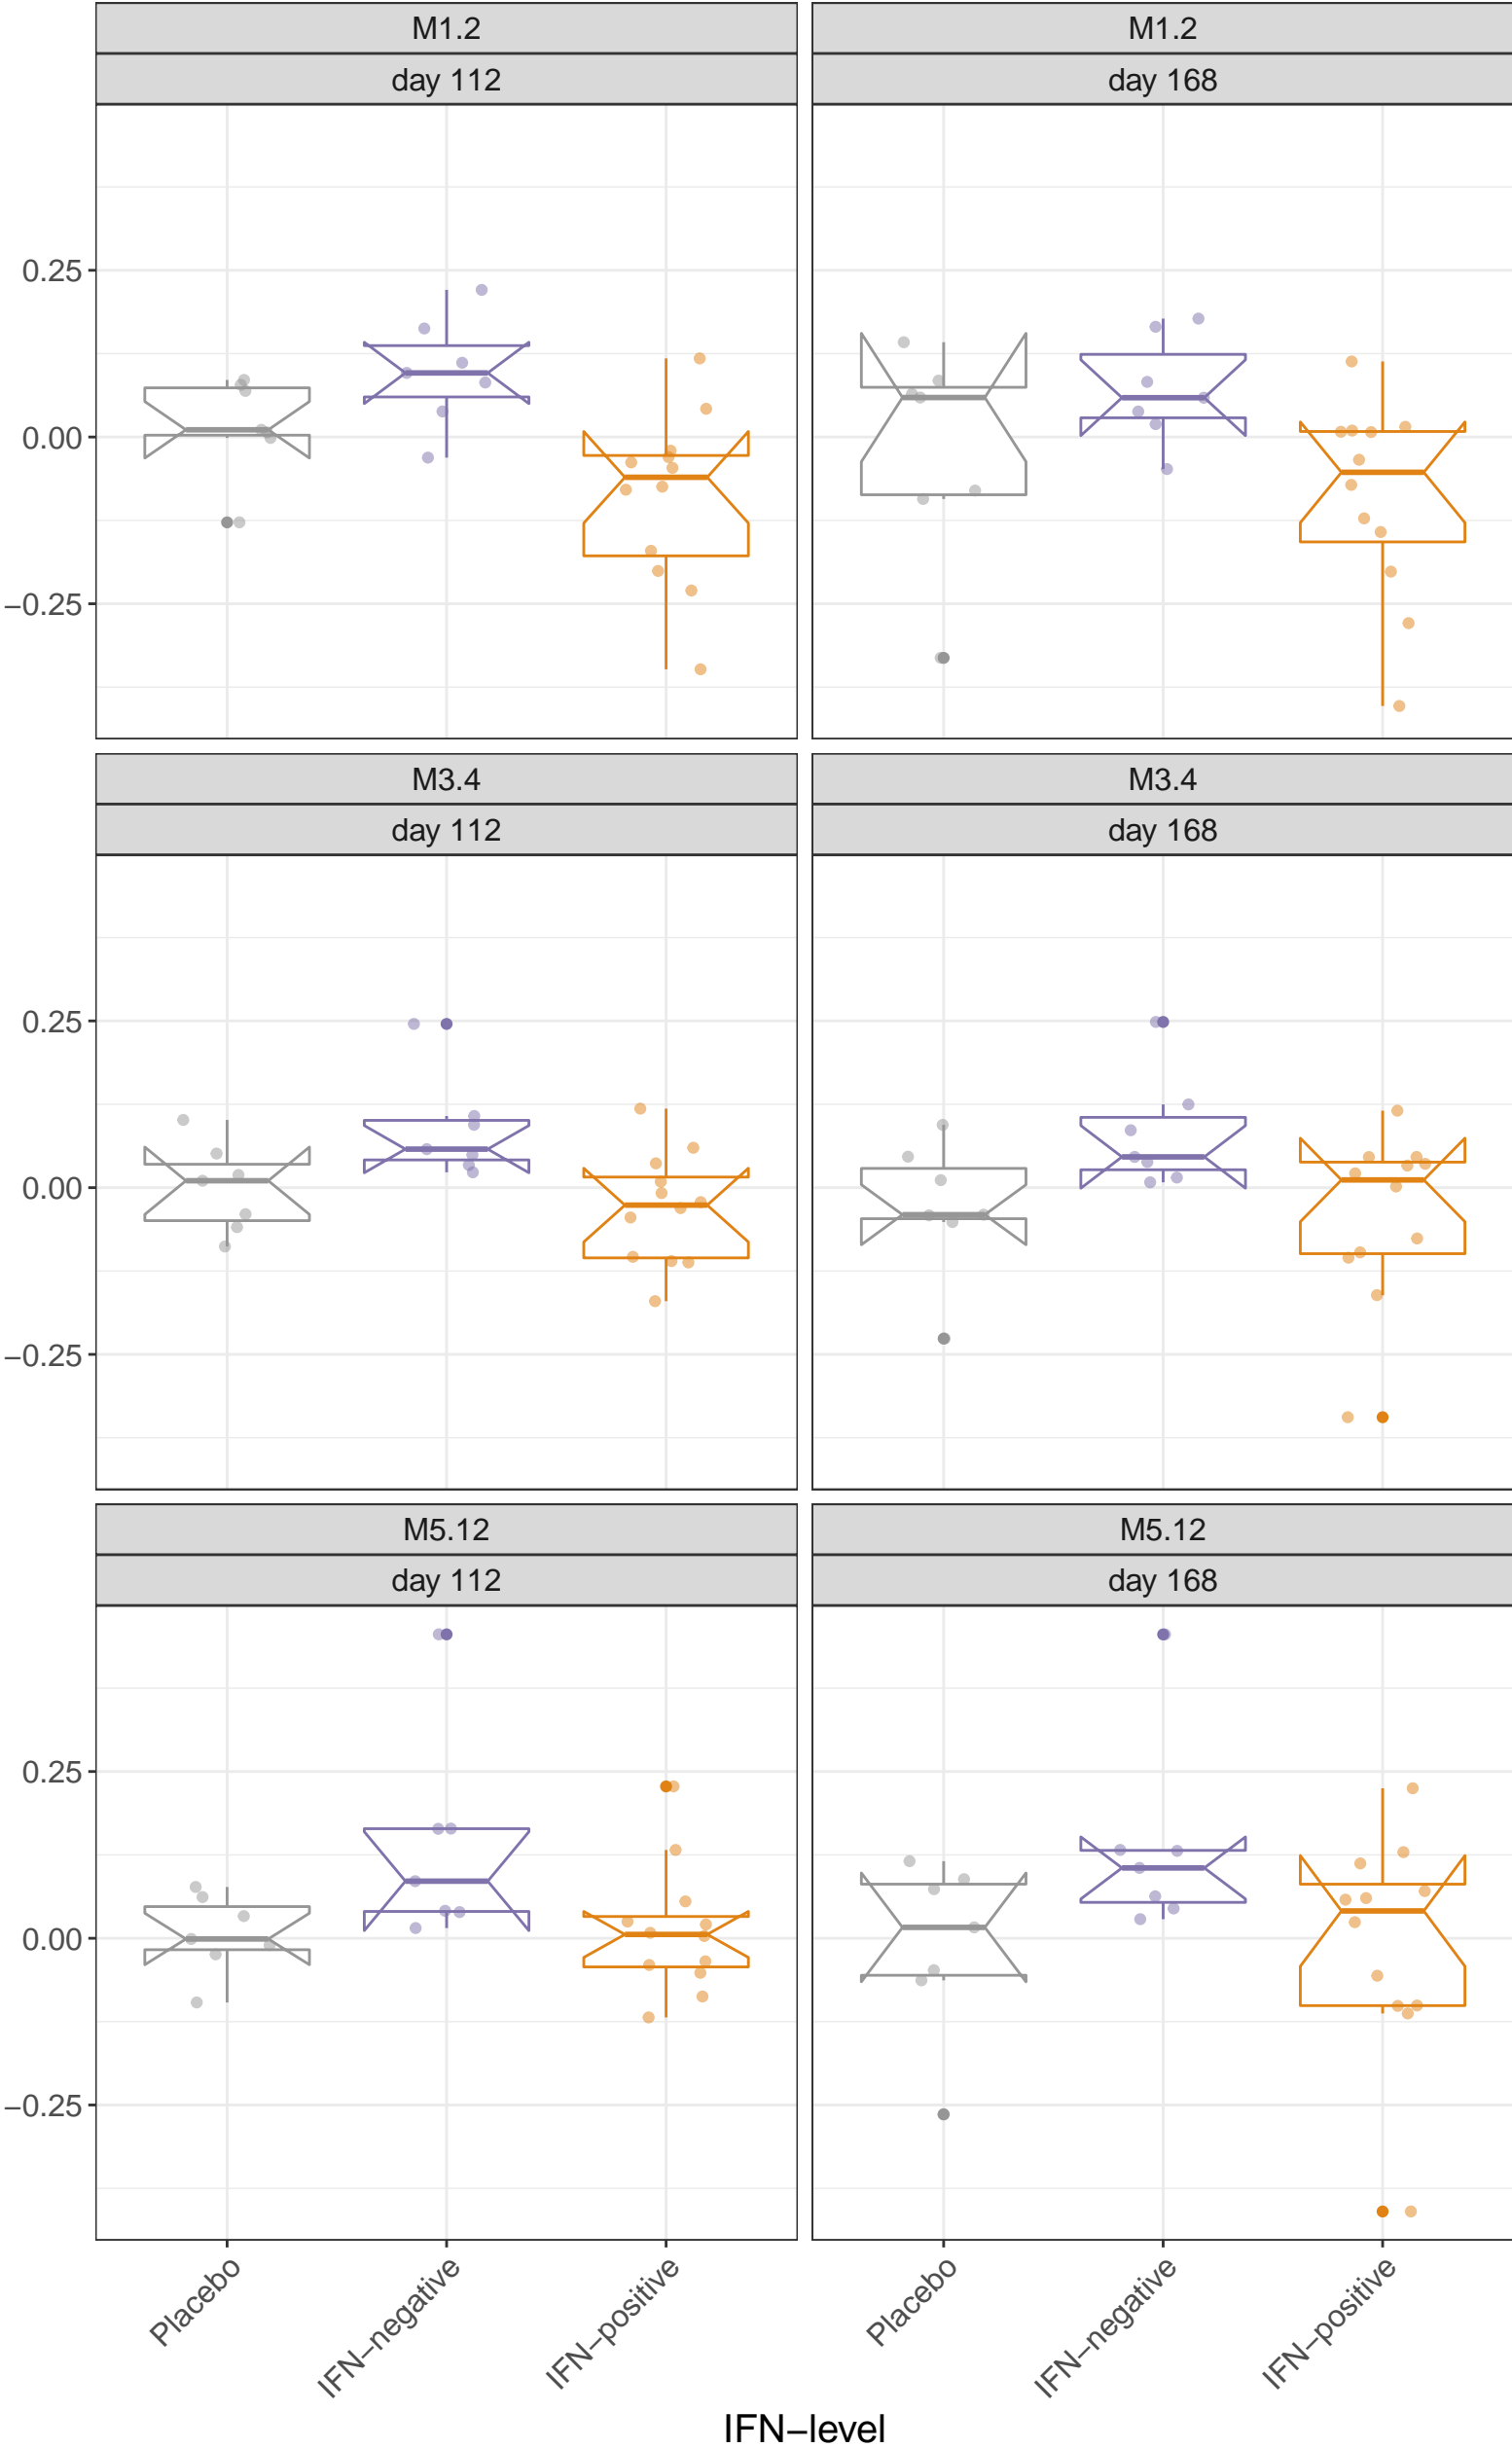 M1.2 M1.2
day 112 day 168
0.25
0.00
−0.25
M3.4 M3.4
day 112 day 168
0.25
0.00
−0.25
M5.12 M5.12
day 112 day 168
0.25
0.00
−0.25
Placebo IFN−negative IFN−positive Placebo IFN−negative IFN−positive
IFN−level